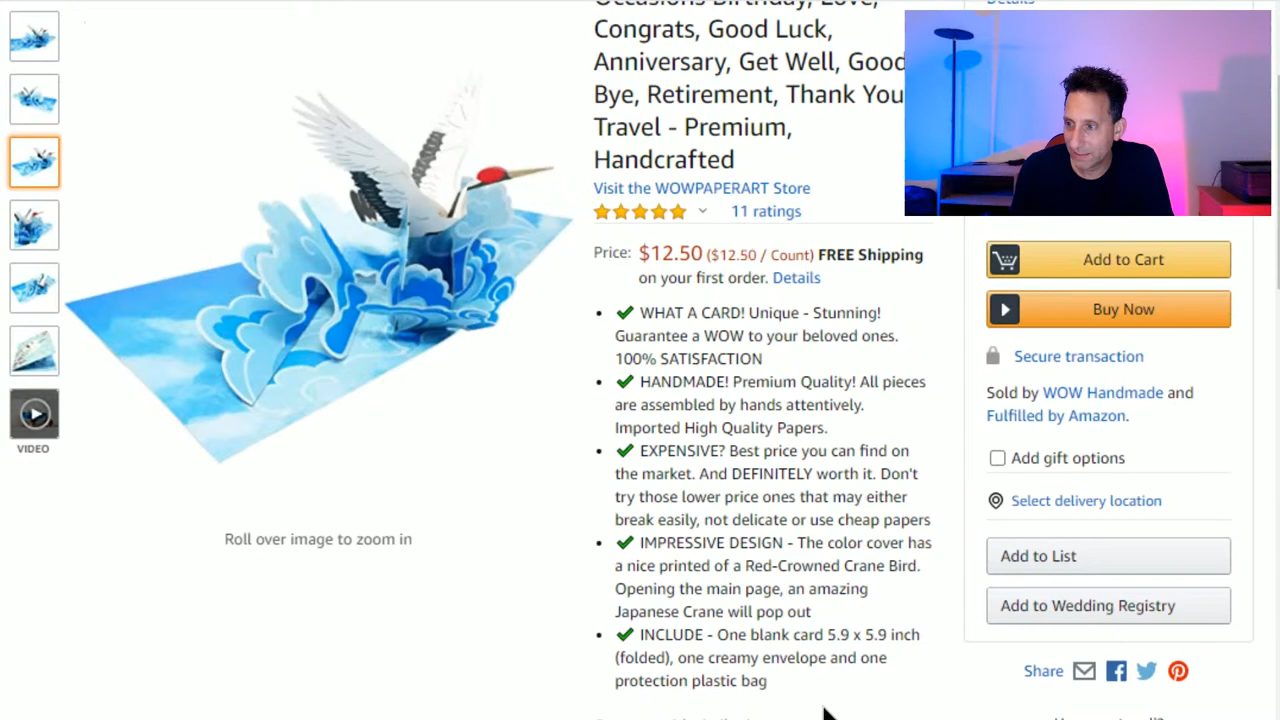 Occasions Birthday, Love,
Congrats, Good Luck,
Anniversary, Get Well, Good
Bye, Retirement, Thank You
Travel - Premium,
Handcrafted
Visit the WOWPAPERART Store
11 ratings
Price: $12.50 ($12.50 / Count) FREE Shipping
on your first order. Details
WHAT A CARD! Unique - Stunning!
Guarantee a WOW to your beloved ones.
100% SATISFACTION
HANDMADE! Premium Quality! All pieces
are assembled by hands attentively.
Imported High Quality Papers.
EXPENSIVE? Best price you can find on
the market. And DEFINITELY worth it. Don't
try those lower price ones that may either
break easily, not delicate or use cheap papers
IMPRESSIVE DESIGN - The color cover has
a nice printed of a Red-Crowned Crane Bird.
Opening the main page, an amazing
Japanese Crane will pop out
INCLUDE - One blank card 5.9 x 5.9 inch
(folded), one creamy envelope and one
protection plastic bag
VIDEO
Roll over image to zoom in
Details
Add to Cart
Buy Now
Secure transaction
Sold by WOW Handmade and
Fulfilled by Amazon.
Add gift options
Select delivery location
Add to List
Add to Wedding Registry
Share